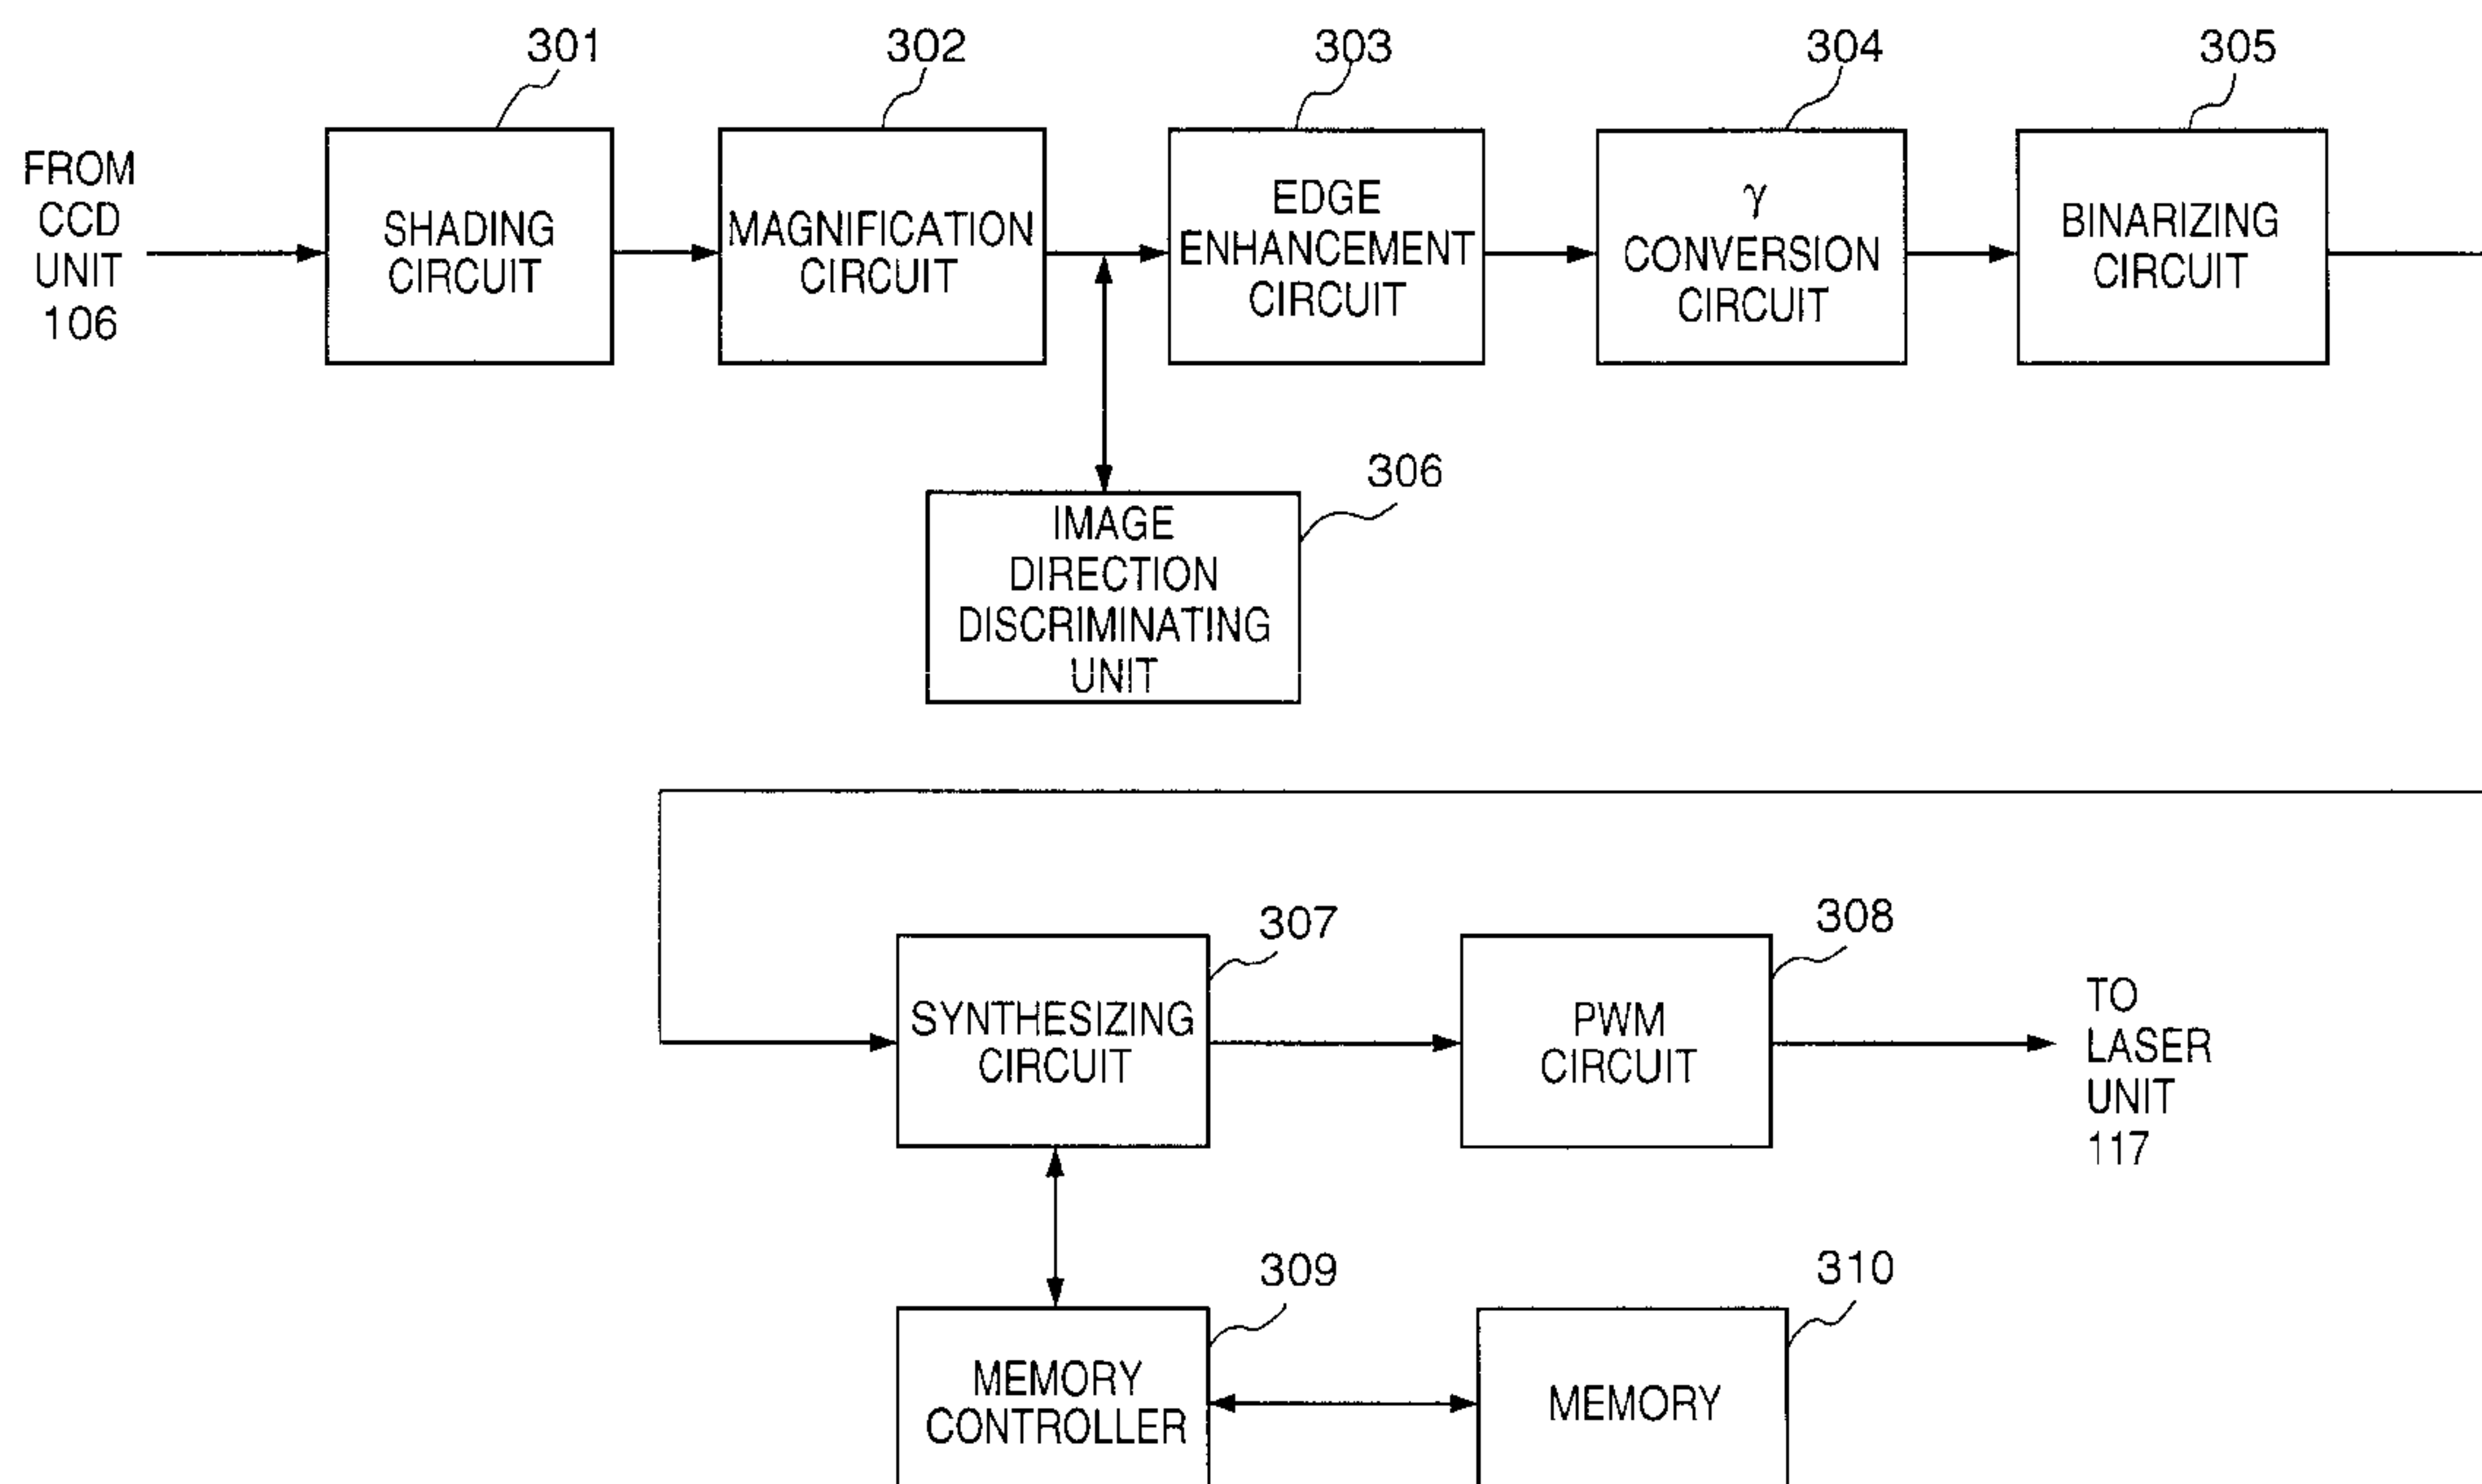 301
302
303
304
305
FROM
CCD
UNIT
106
SHADING
CIRCUIT
MAGNIFICATION
CIRCUIT
EDGE
ENHANCEMENT
CIRCUIT
γ
CONVERSION
CIRCUIT
BINARIZING
CIRCUIT
306
IMAGE
DIRECTION
DISCRIMINATING
UNIT
307
308
SYNTHESIZING
CIRCUIT
PWM
CIRCUIT
TO
LASER
UNIT
117
309
310
MEMORY
CONTROLLER
MEMORY